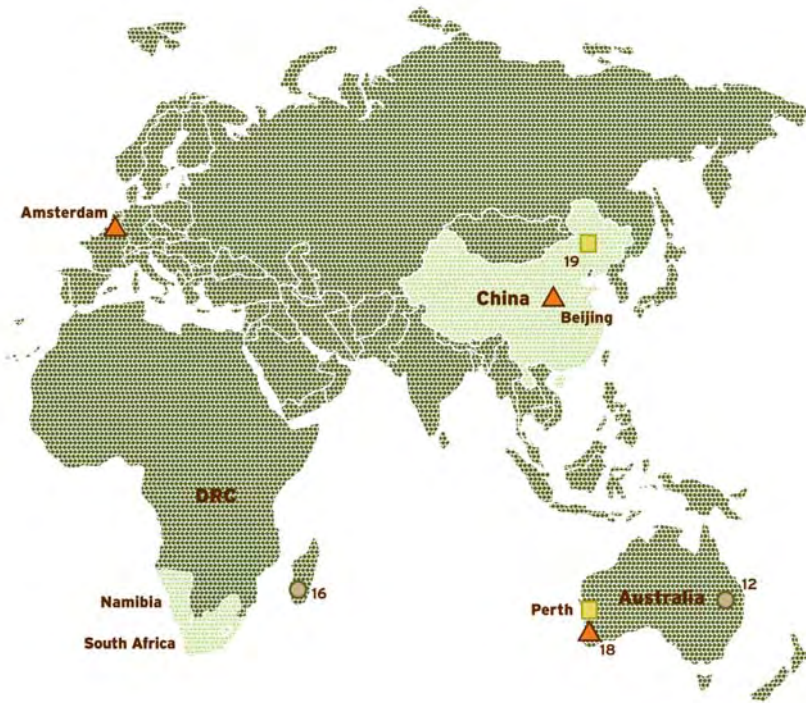 Amsterdam
19
China
Beijing
DRC
16
12
Namibia
Australia
Perth
South Africa
18